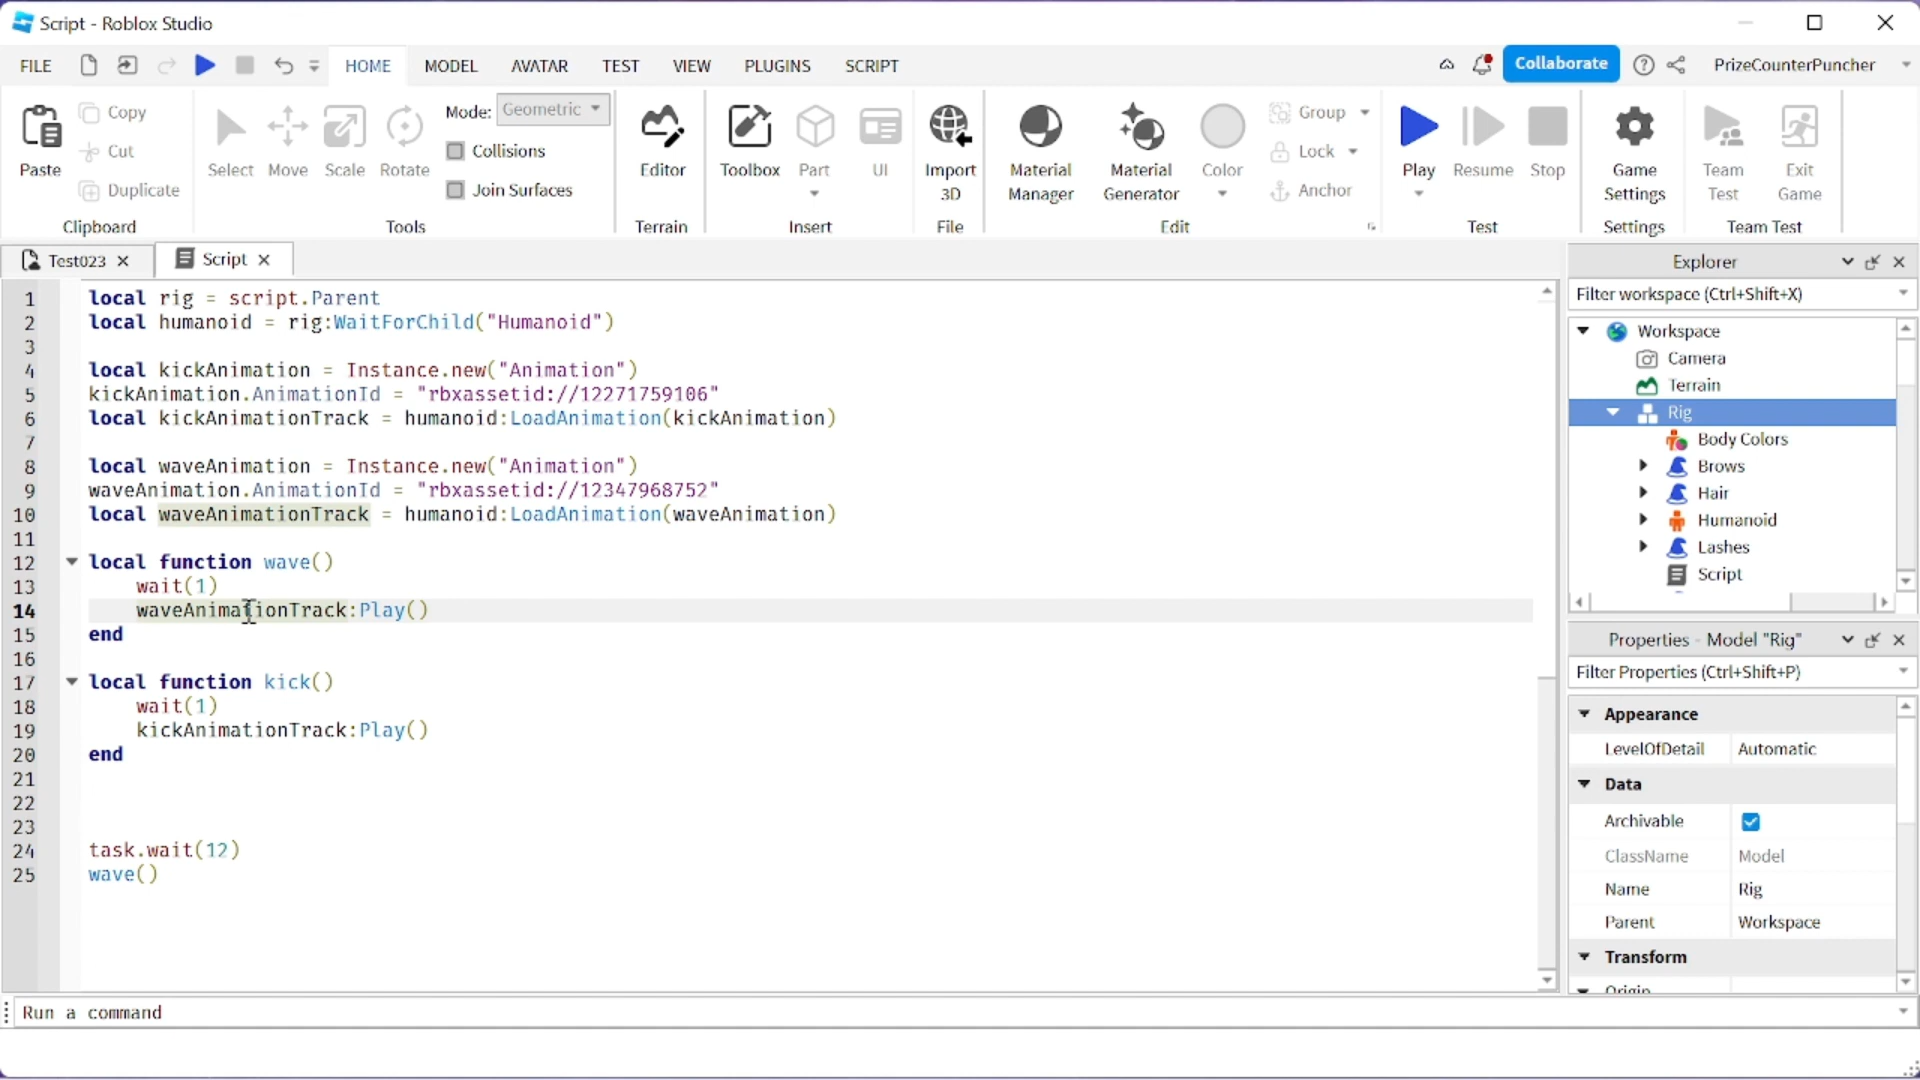 Script - Roblox Studio
FILE HOME MODEL AVATAR TEST VIEW PLUGINS SCRIPT Collaborate PrizeCounterPuncher
Paste Copy Cut Duplicate Clipboard
Select Move Scale Rotate Mode: Geometric Collisions Join Surfaces Tools
Editor Terrain
Toolbox Part UI Insert
Import 3D File
Material Manager Material Generator Color Group Lock Anchor Edit
Play Resume Stop Test
Game Settings Settings
Team Test Exit Game Team Test
Test023 Script
1 local rig = script.Parent
2 local humanoid = rig:WaitForChild("Humanoid")
3
4 local kickAnimation = Instance.new("Animation")
5 kickAnimation.AnimationId = "rbxassetid://12271759106"
6 local kickAnimationTrack = humanoid:LoadAnimation(kickAnimation)
7
8 local waveAnimation = Instance.new("Animation")
9 waveAnimation.AnimationId = "rbxassetid://12347968752"
10 local waveAnimationTrack = humanoid:LoadAnimation(waveAnimation)
11
12 local function wave()
13 wait(1)
14 waveAnimationTrack:Play()
15 end
16
17 local function kick()
18 wait(1)
19 kickAnimationTrack:Play()
20 end
21
22
23
24 task.wait(12)
25 wave()
Explorer
Filter workspace (Ctrl+Shift+X)
Workspace
Camera
Terrain
Rig
Body Colors
Brows
Hair
Humanoid
Lashes
Script
Properties - Model "Rig"
Filter Properties (Ctrl+Shift+P)
Appearance
LevelOfDetail Automatic
Data
Archivable
ClassName Model
Name Rig
Parent Workspace
Transform
Origin
Run a command